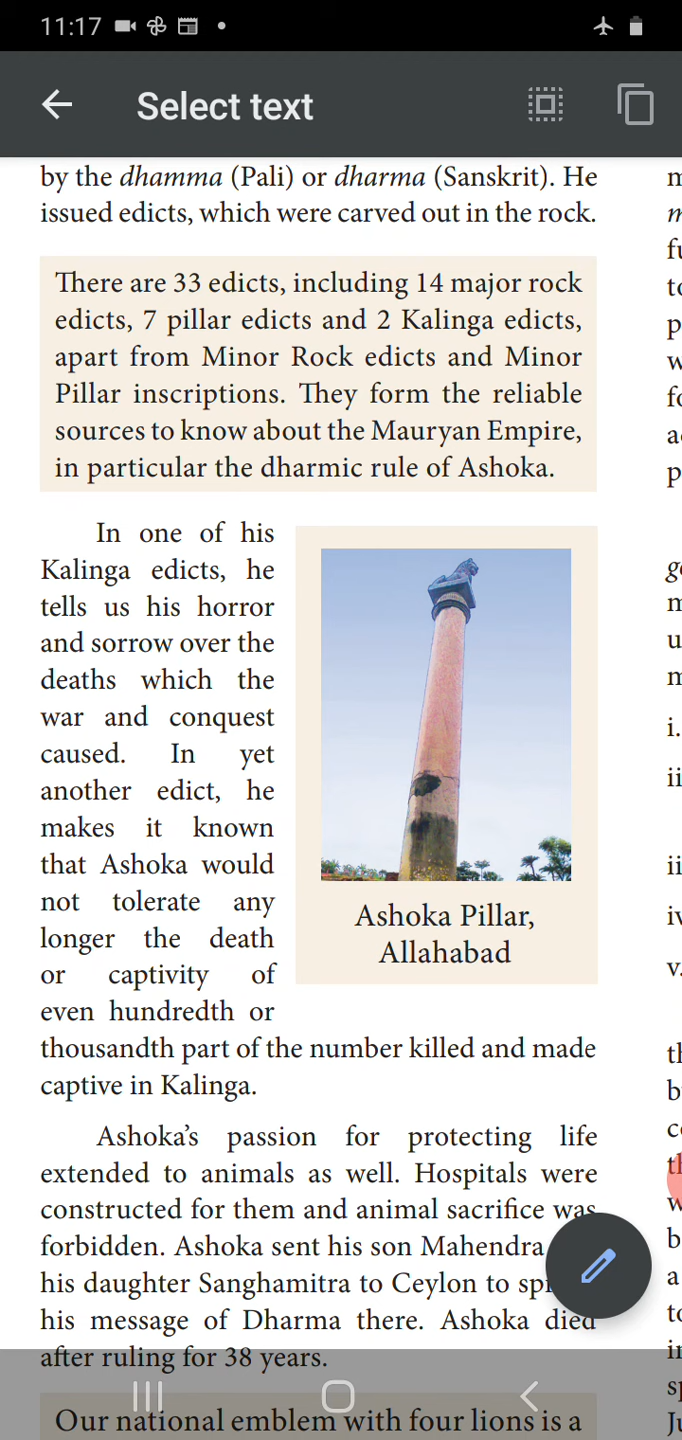 11:17
Select text
by the dhamma (Pali) or dharma (Sanskrit). He
issued edicts, which were carved out in the rock.
There are 33 edicts, including 14 major rock
edicts, 7 pillar edicts and 2 Kalinga edicts,
apart from Minor Rock edicts and Minor
Pillar inscriptions. They form the reliable
sources to know about the Mauryan Empire,
in particular the dharmic rule of Ashoka.
In one of his
Kalinga edicts, he
tells us his horror
and sorrow over the
deaths which the
war and conquest
caused. In yet
another edict, he
makes it known
that Ashoka would
not tolerate any
longer the death
or captivity of
even hundredth or
thousandth part of the number killed and made
captive in Kalinga.
Ashoka Pillar,
Allahabad
Ashoka's passion for protecting life
extended to animals as well. Hospitals were
constructed for them and animal sacrifice was
forbidden. Ashoka sent his son Mahendra
his daughter Sanghamitra to Ceylon to
his message of Dharma there. Ashoka died
after ruling for 38 years.
Our national emblem with four lions is a
i.
iv
v.